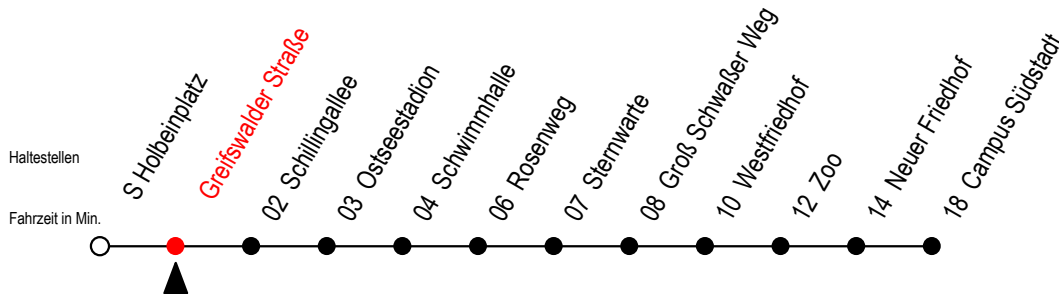 Haltestellen
Fahrzeit in Min.
S Holbeinplatz
Greifswalder Straße
02 Schillingallee
03 Ostseestadion
04 Schwimmhalle
06 Rosenweg
07 Sternwarte
08 Groß Schwaßer Weg
10 Westfriedhof
12 Zoo
14 Neuer Friedhof
18 Campus Südstadt